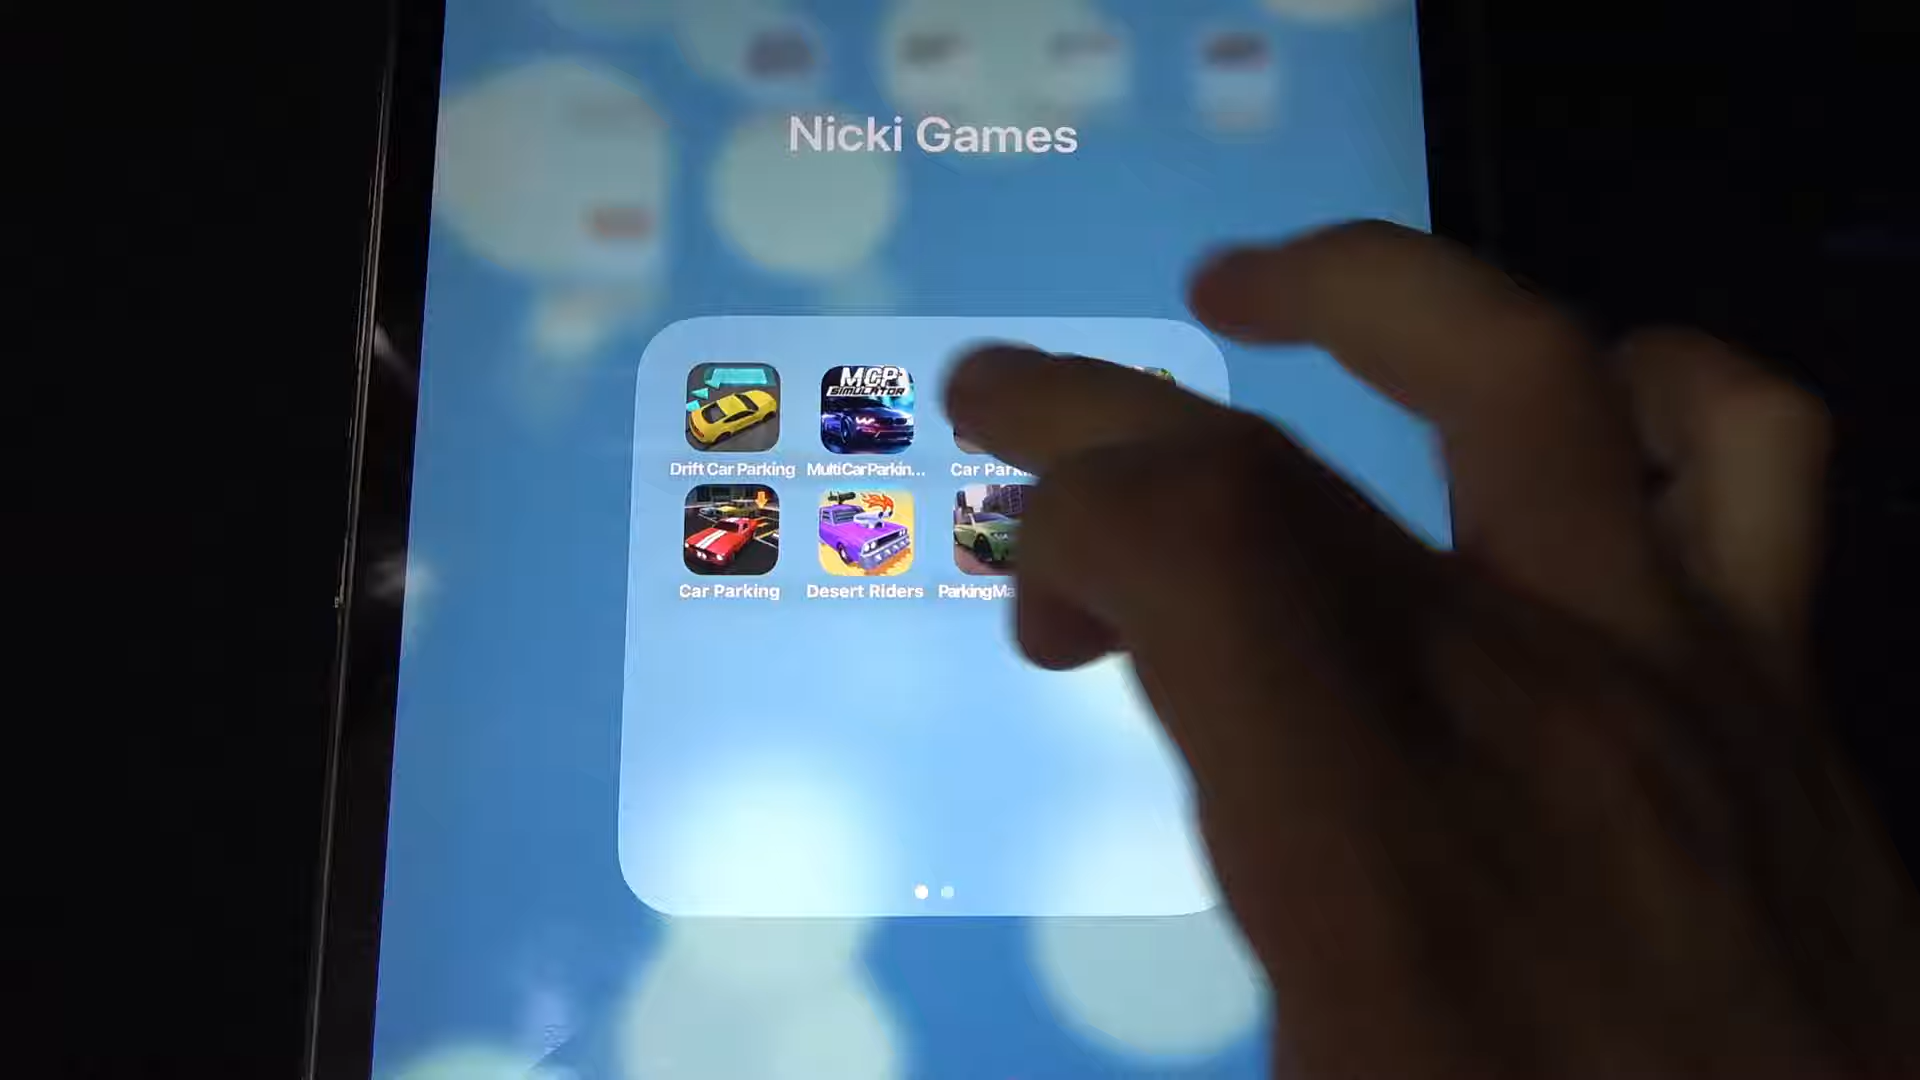 Nicki Games
MCP
SIMULATOR
Drift Car Parking
MultiCarParkin...
Car Parki
Car Parking
Desert Riders
ParkingMa